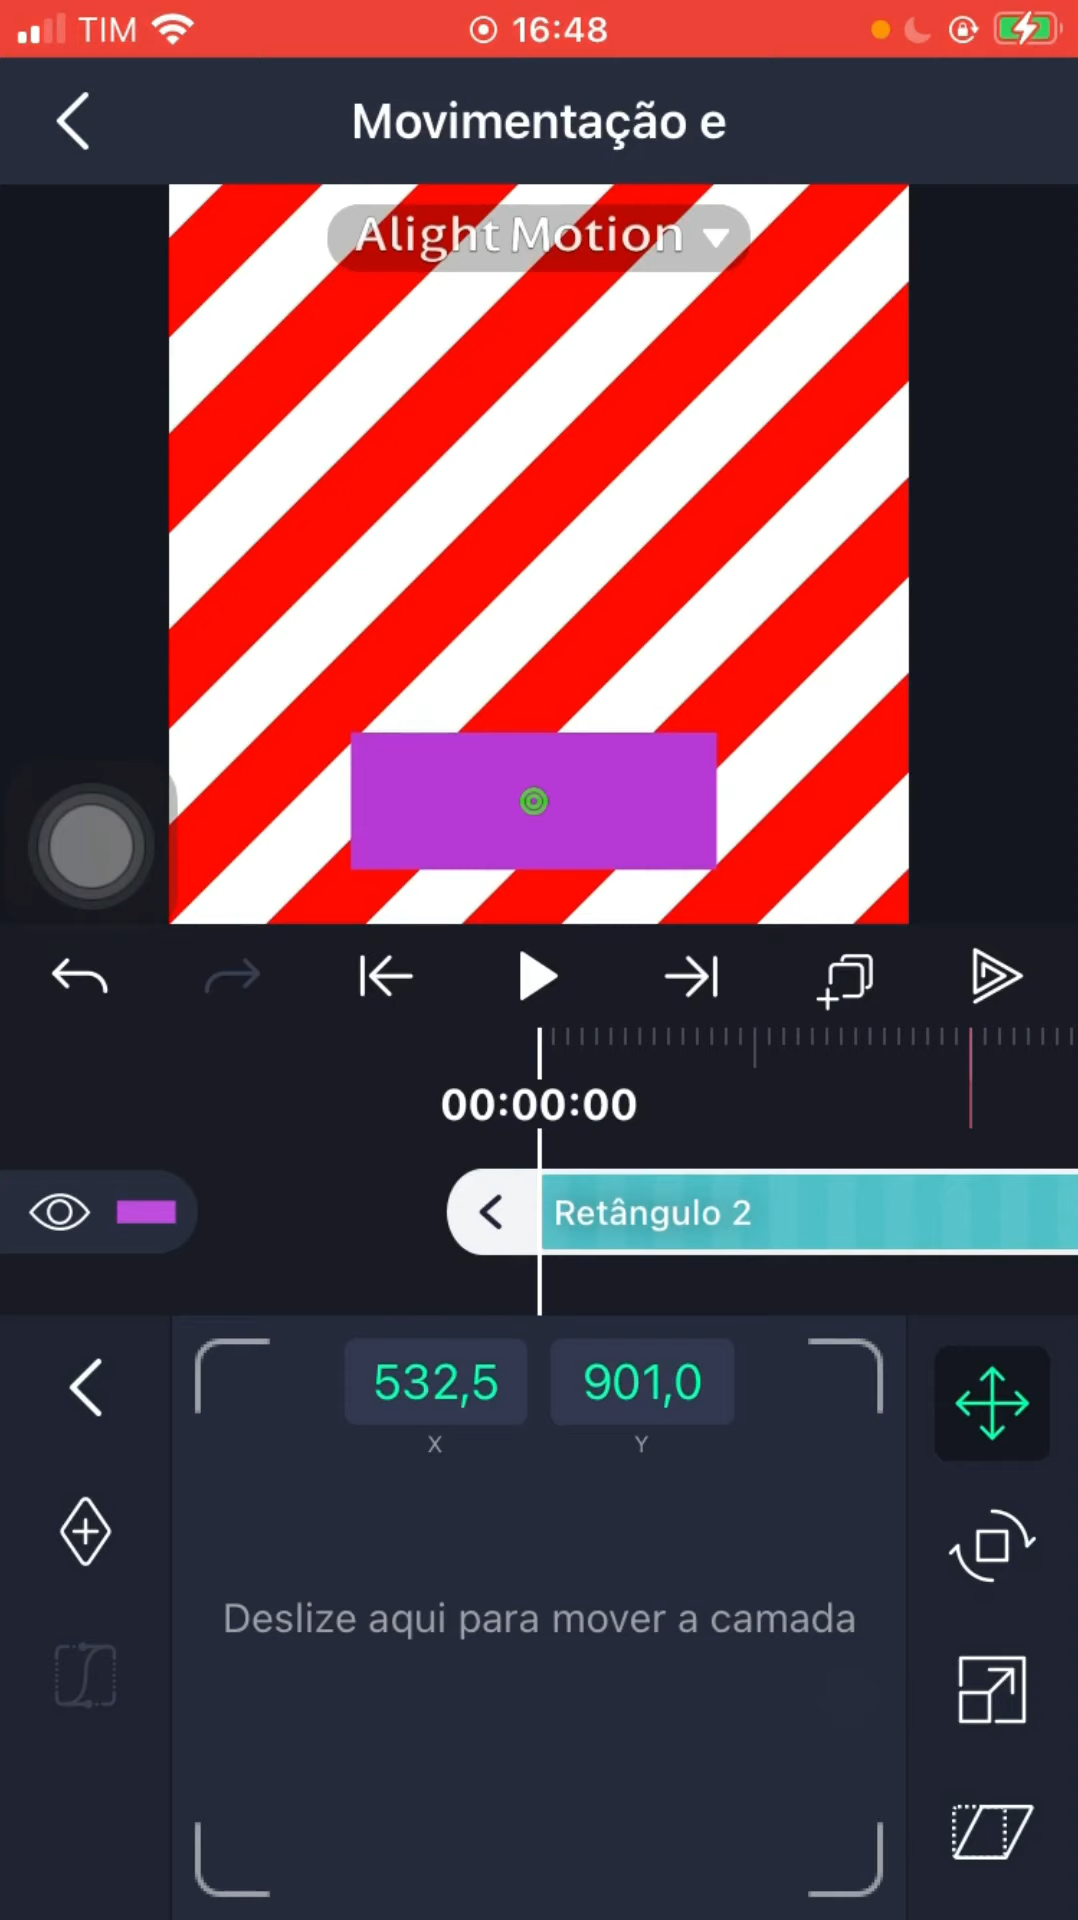 TIM 16:48
Movimentação e
Alight Motion
00:00:00
Retângulo 2
532,5 901,0
X Y
Deslize aqui para mover a camada